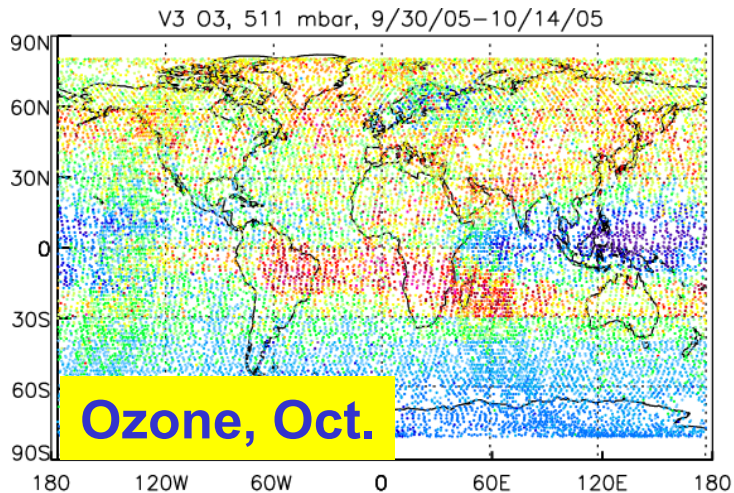 V3 O3, 511 mbar, 9/30/05-10/14/05
90N
60N
30N
0
30S
60S
90S
Ozone, Oct.
180 120W 60W 0 60E 120E 180